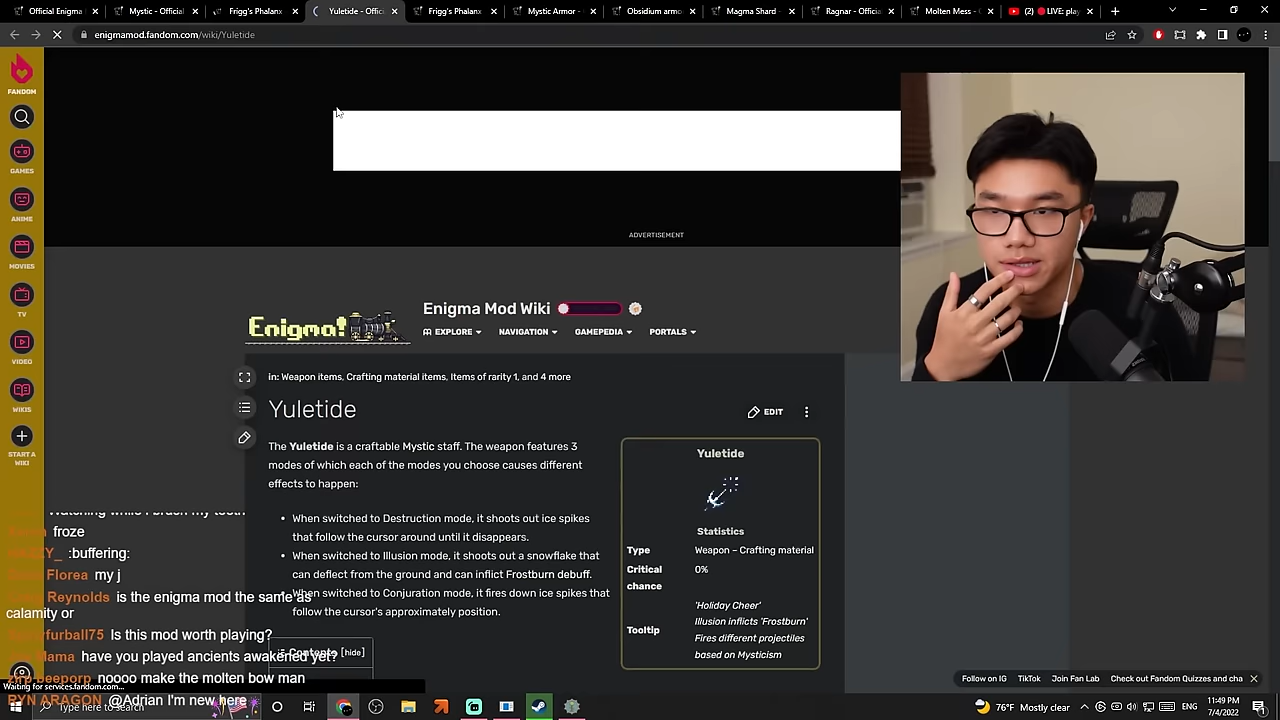 Official Enigma
Mystic - Official
Frigg's Phalanx
Yuletide - Offici
Frigg's Phalanx
Mystic Armor -
Obsidium armo
Magma Shard -
Ragnar - Officia
Molten Mess -
(2) LIVE: play
enigmamod.fandom.com/wiki/Yuletide
FANDOM
GAMES
ANIME
MOVIES
TV
VIDEO
WIKIS
START A
WIKI
ADVERTISEMENT
Enigma!
Enigma Mod Wiki
EXPLORE
NAVIGATION
GAMEPEDIA
PORTALS
in: Weapon items, Crafting material items, Items of rarity 1, and 4 more
Yuletide
EDIT
The Yuletide is a craftable Mystic staff. The weapon features 3
modes of which each of the modes you choose causes different
effects to happen:
When switched to Destruction mode, it shoots out ice spikes
that follow the cursor around until it disappears.
When switched to Illusion mode, it shoots out a snowflake that
can deflect from the ground and can inflict Frostburn debuff.
When switched to Conjuration mode, it fires down ice spikes that
follow the cursor's approximately position.
Contents [hide]
Yuletide
Statistics
Type Weapon – Crafting material
Critical
chance
0%
Tooltip
'Holiday Cheer'
Illusion inflicts 'Frostburn'
Fires different projectiles
based on Mysticism
Watching while I brush my tooth
froze
:buffering:
Florea my j
Reynolds is the enigma mod the same as
calamity or
furball75 Is this mod worth playing?
Mama have you played ancients awakened yet?
beeporp noooo make the molten bow man
RYN ARAGON @Adrian I'm new here
Waiting for services.fandom.com...
Type here to search
Follow on IG
TikTok
Join Fan Lab
Check out Fandom Quizzes and cha
76°F Mostly clear
ENG
11:49 PM
7/4/2022